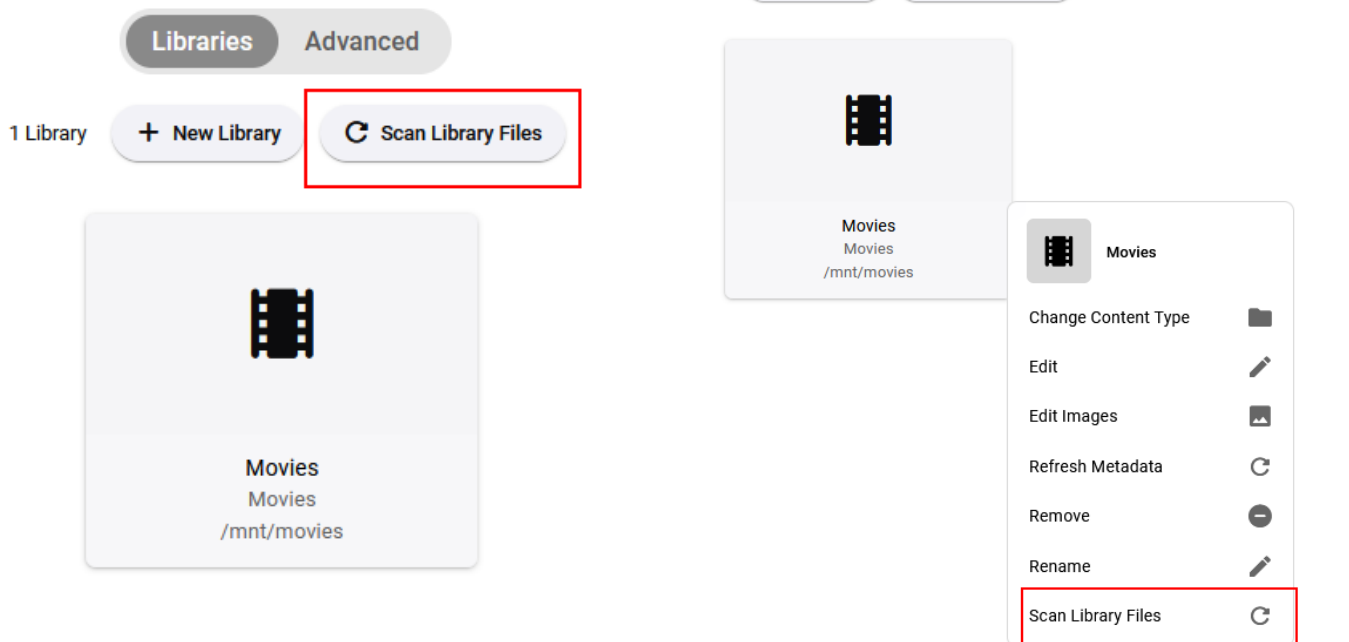 Libraries Advanced
1 Library + New Library Scan Library Files
Movies
Movies
/mnt/movies
Movies
Movies
/mnt/movies
Movies
Change Content Type
Edit
Edit Images
Refresh Metadata
Remove
Rename
Scan Library Files